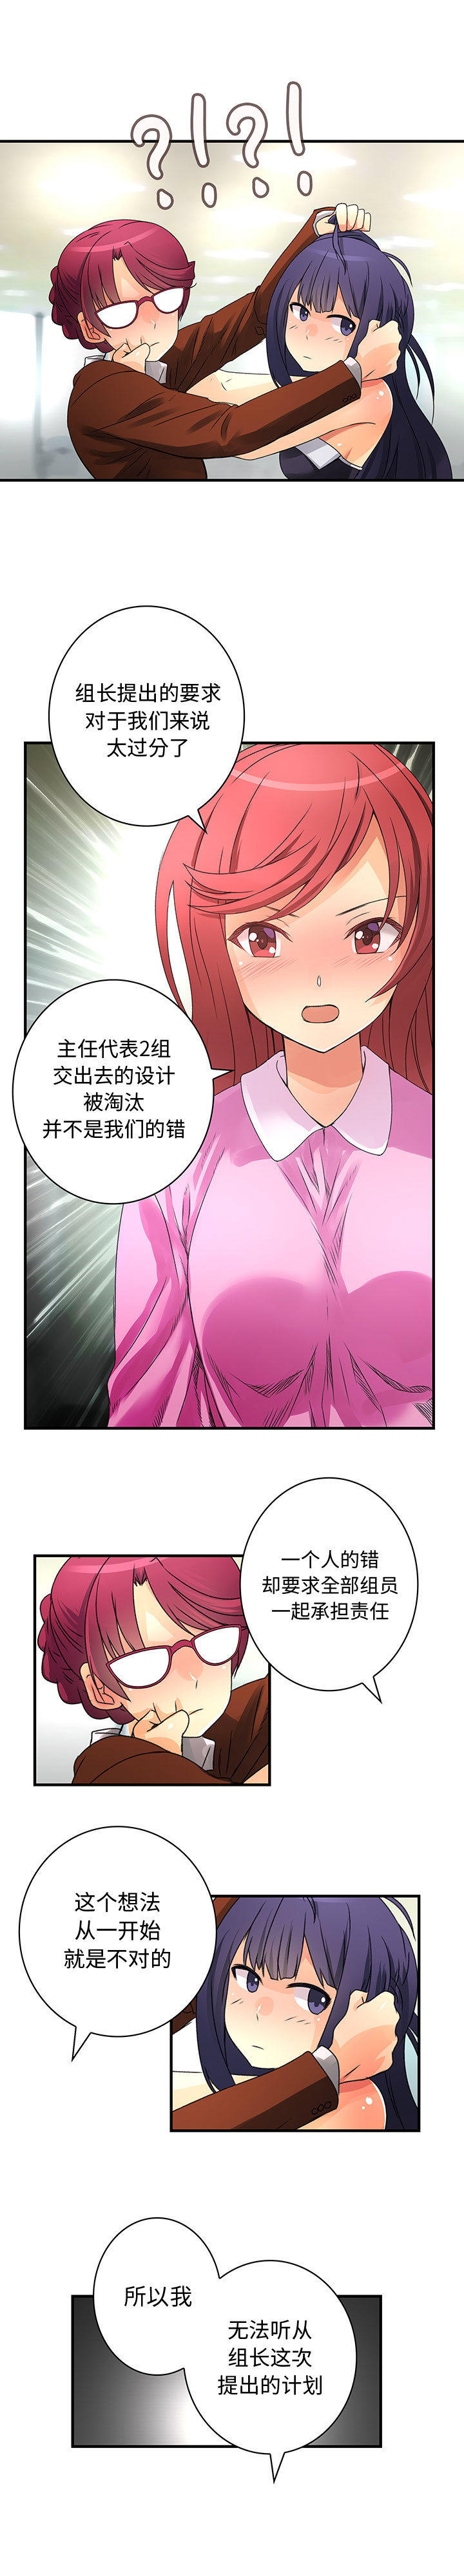 ?!?!
组长提出的要求
对于我们来说
太过分了
主任代表2组
交出去的设计
被淘汰
并不是我们的错
一个人的错
却要求全部组员
一起承担责任
这个想法
从一开始
就是不对的
所以我
无法听从
组长这次
提出的计划